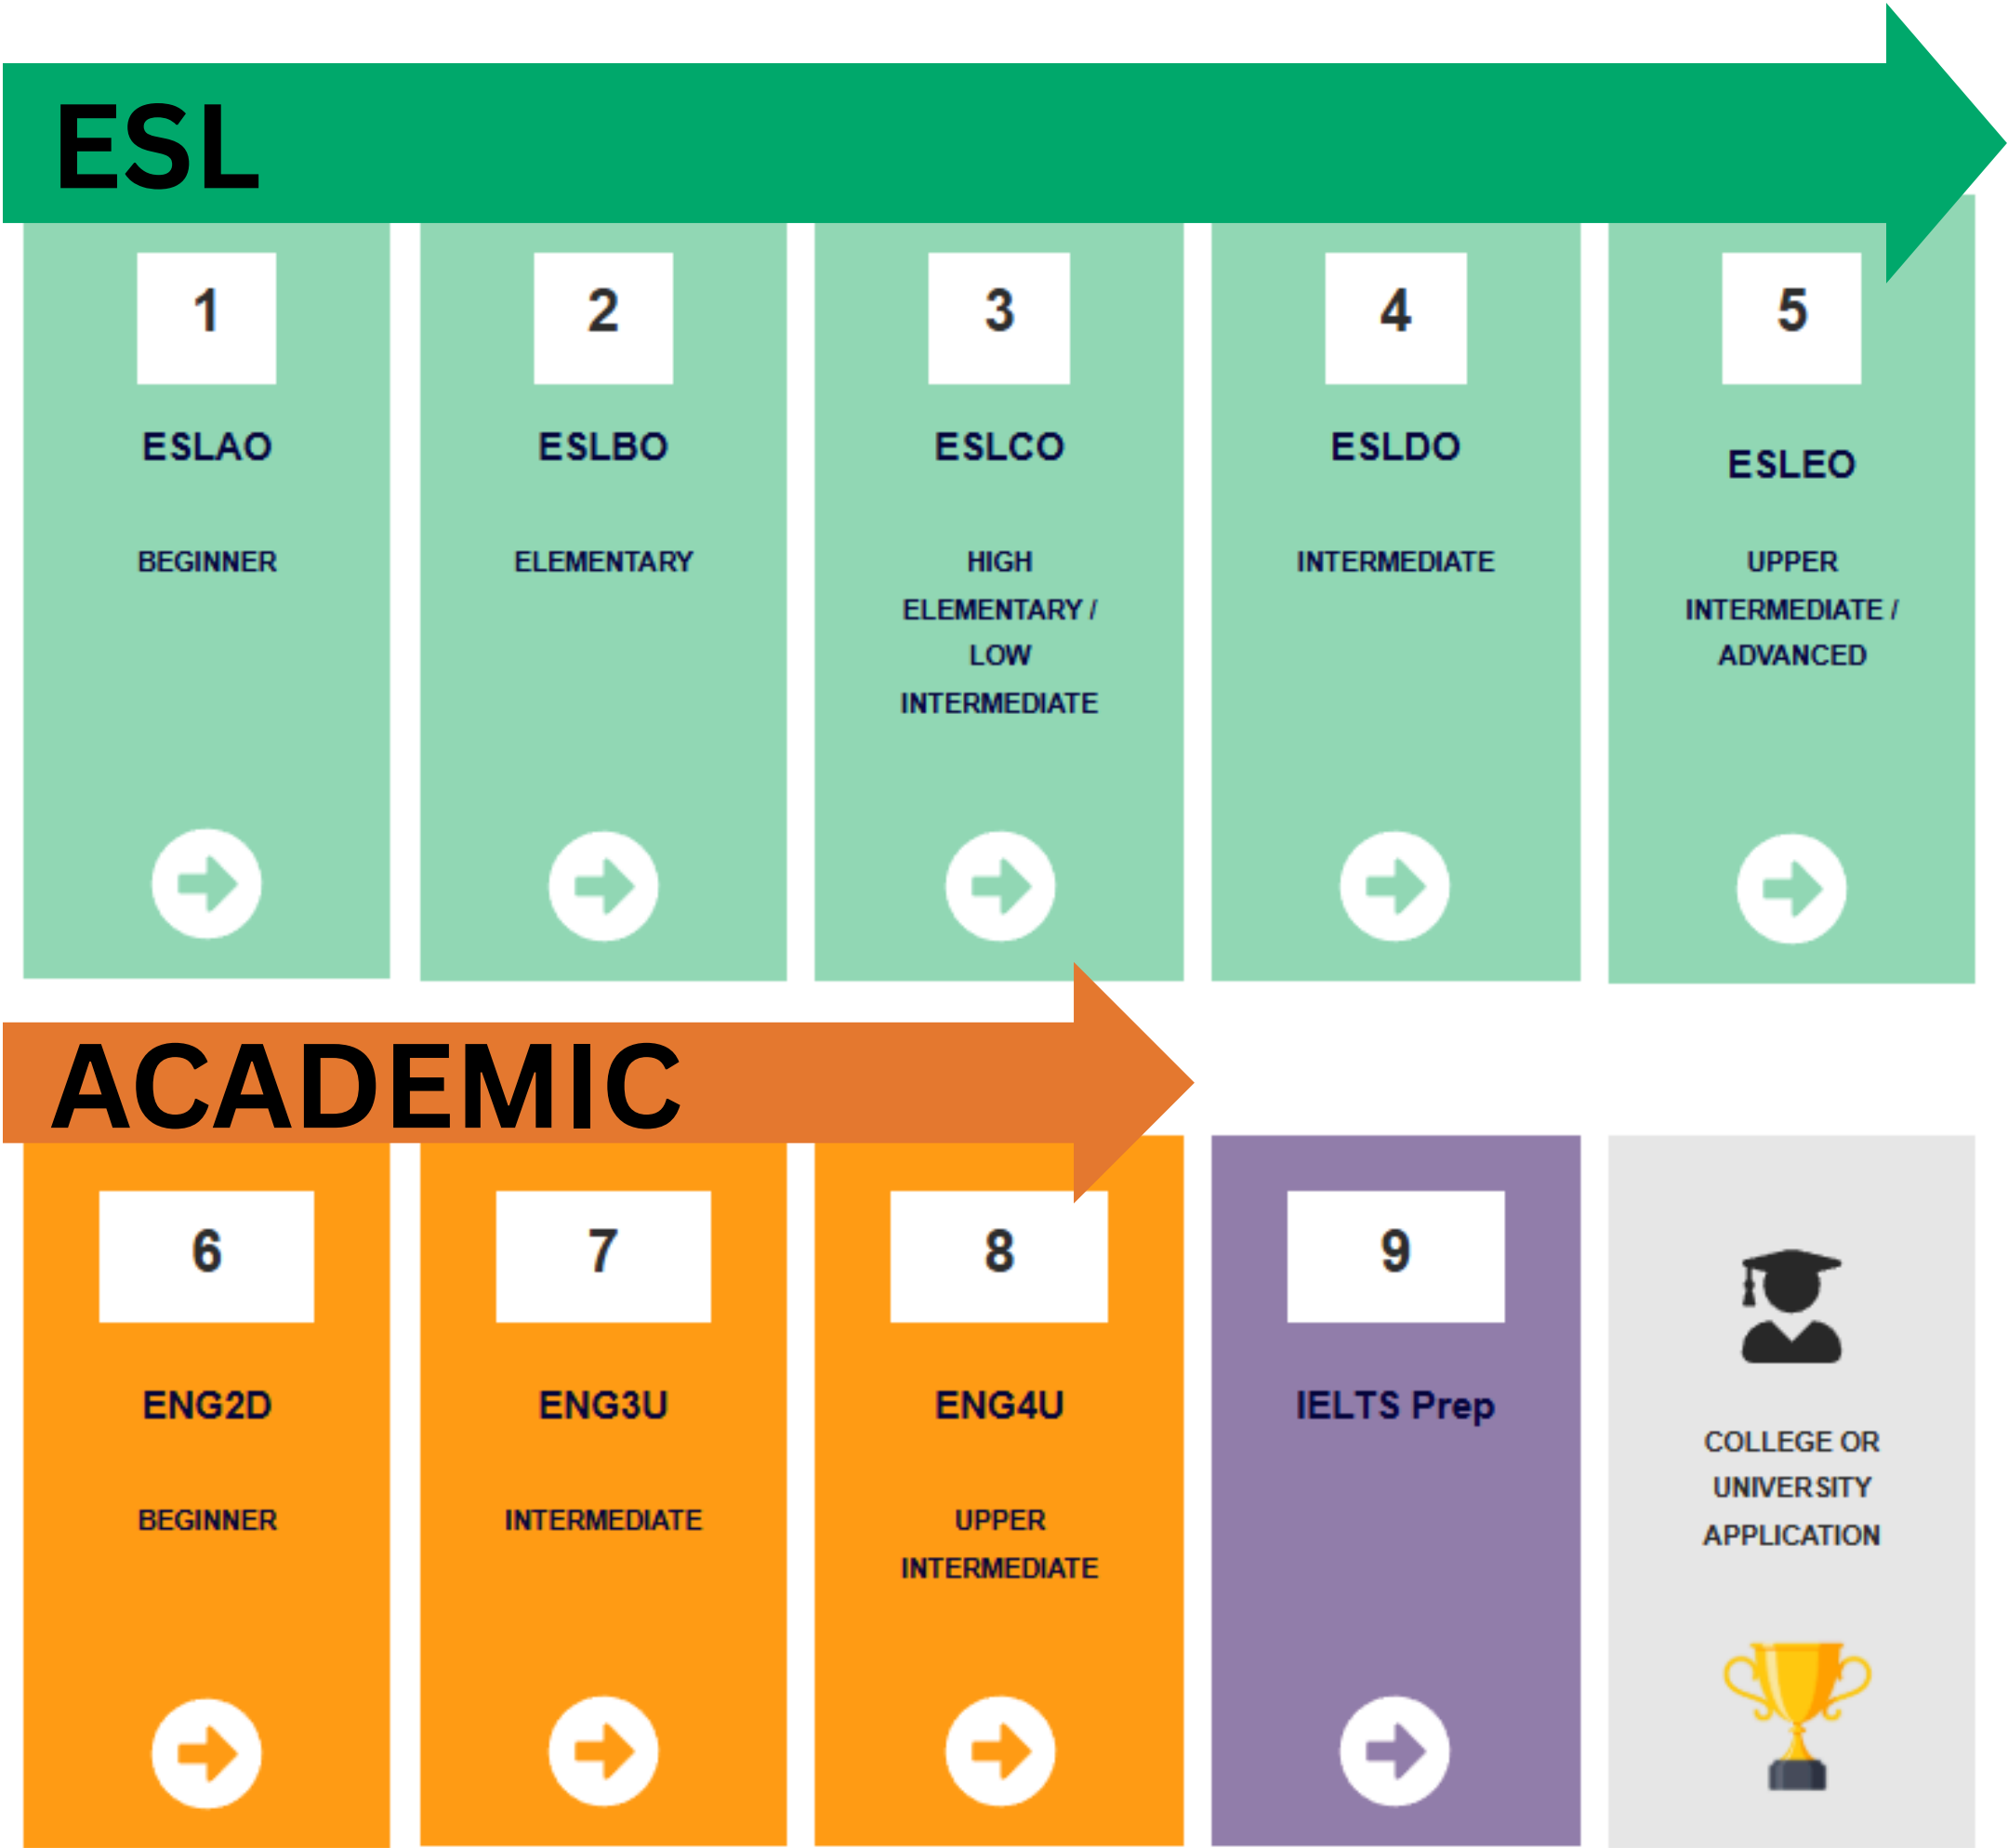 ESL
1
ESLAO
BEGINNER
2
ESLBO
ELEMENTARY
3
ESLCO
HIGH
ELEMENTARY /
LOW
INTERMEDIATE
4
ESLDO
INTERMEDIATE
5
ESLEO
UPPER
INTERMEDIATE /
ADVANCED
ACADEMIC
6
ENG2D
BEGINNER
7
ENG3U
INTERMEDIATE
8
ENG4U
UPPER
INTERMEDIATE
9
IELTS Prep
COLLEGE OR
UNIVERSITY
APPLICATION